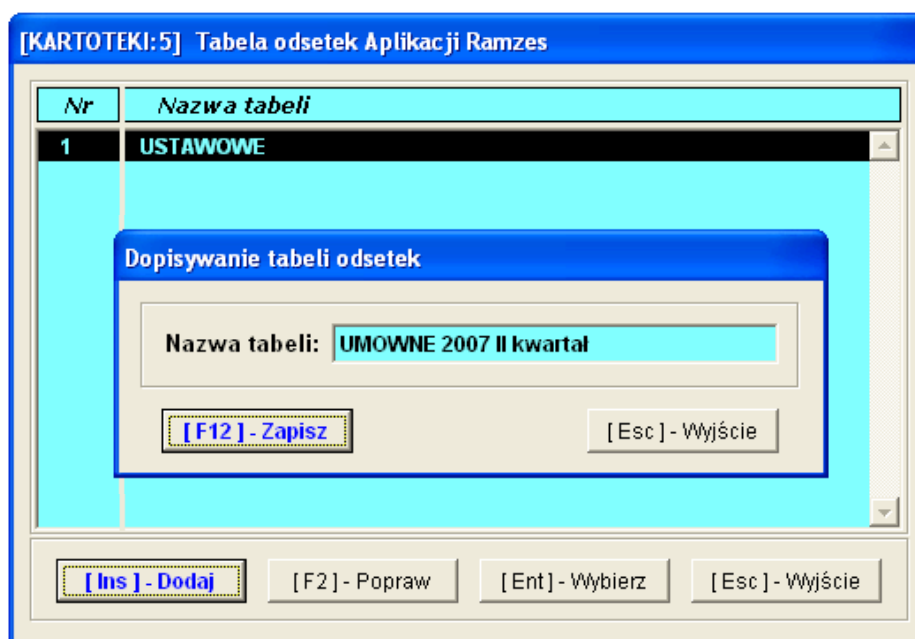 [KARTOTEKI:5] Tabela odsetek Aplikacji Ramzes
Nr Nazwa tabeli
1 USTAWOWE
Dopisywanie tabeli odsetek
Nazwa tabeli: UMOWNE 2007 II kwartał
[ F12 ] - Zapisz [ Esc ] - Wyjście
[ Ins ] - Dodaj [ F2 ] - Popraw [ Ent ] - Wybierz [ Esc ] - Wyjście